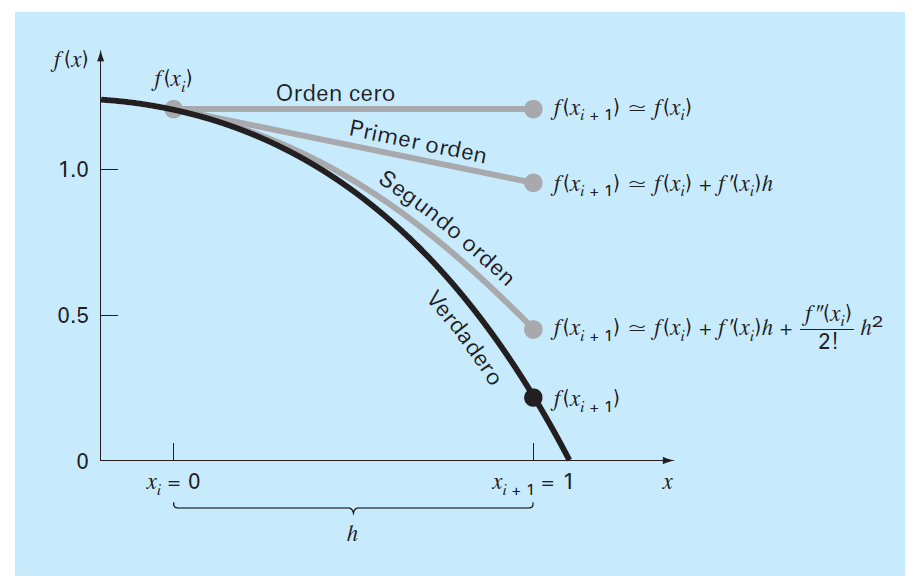 f(x)
f(xᵢ)
Orden cero
f(xᵢ₊₁) ≃ f(xᵢ)
Primer orden
1.0
f(xᵢ₊₁) ≃ f(xᵢ) + f′(xᵢ)h
Segundo orden
0.5
Verdadero
f(xᵢ₊₁) ≃ f(xᵢ) + f′(xᵢ)h + f″(xᵢ)/2! h²
f(xᵢ₊₁)
0
xᵢ = 0
xᵢ₊₁ = 1
x
h